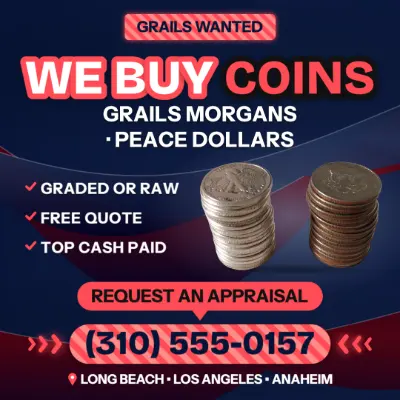 GRAILS WANTED
WE BUY COINS
GRAILS MORGANS
· PEACE DOLLARS
✓ GRADED OR RAW
✓ FREE QUOTE
✓ TOP CASH PAID
REQUEST AN APPRAISAL
(310) 555-0157
LONG BEACH • LOS ANGELES • ANAHEIM